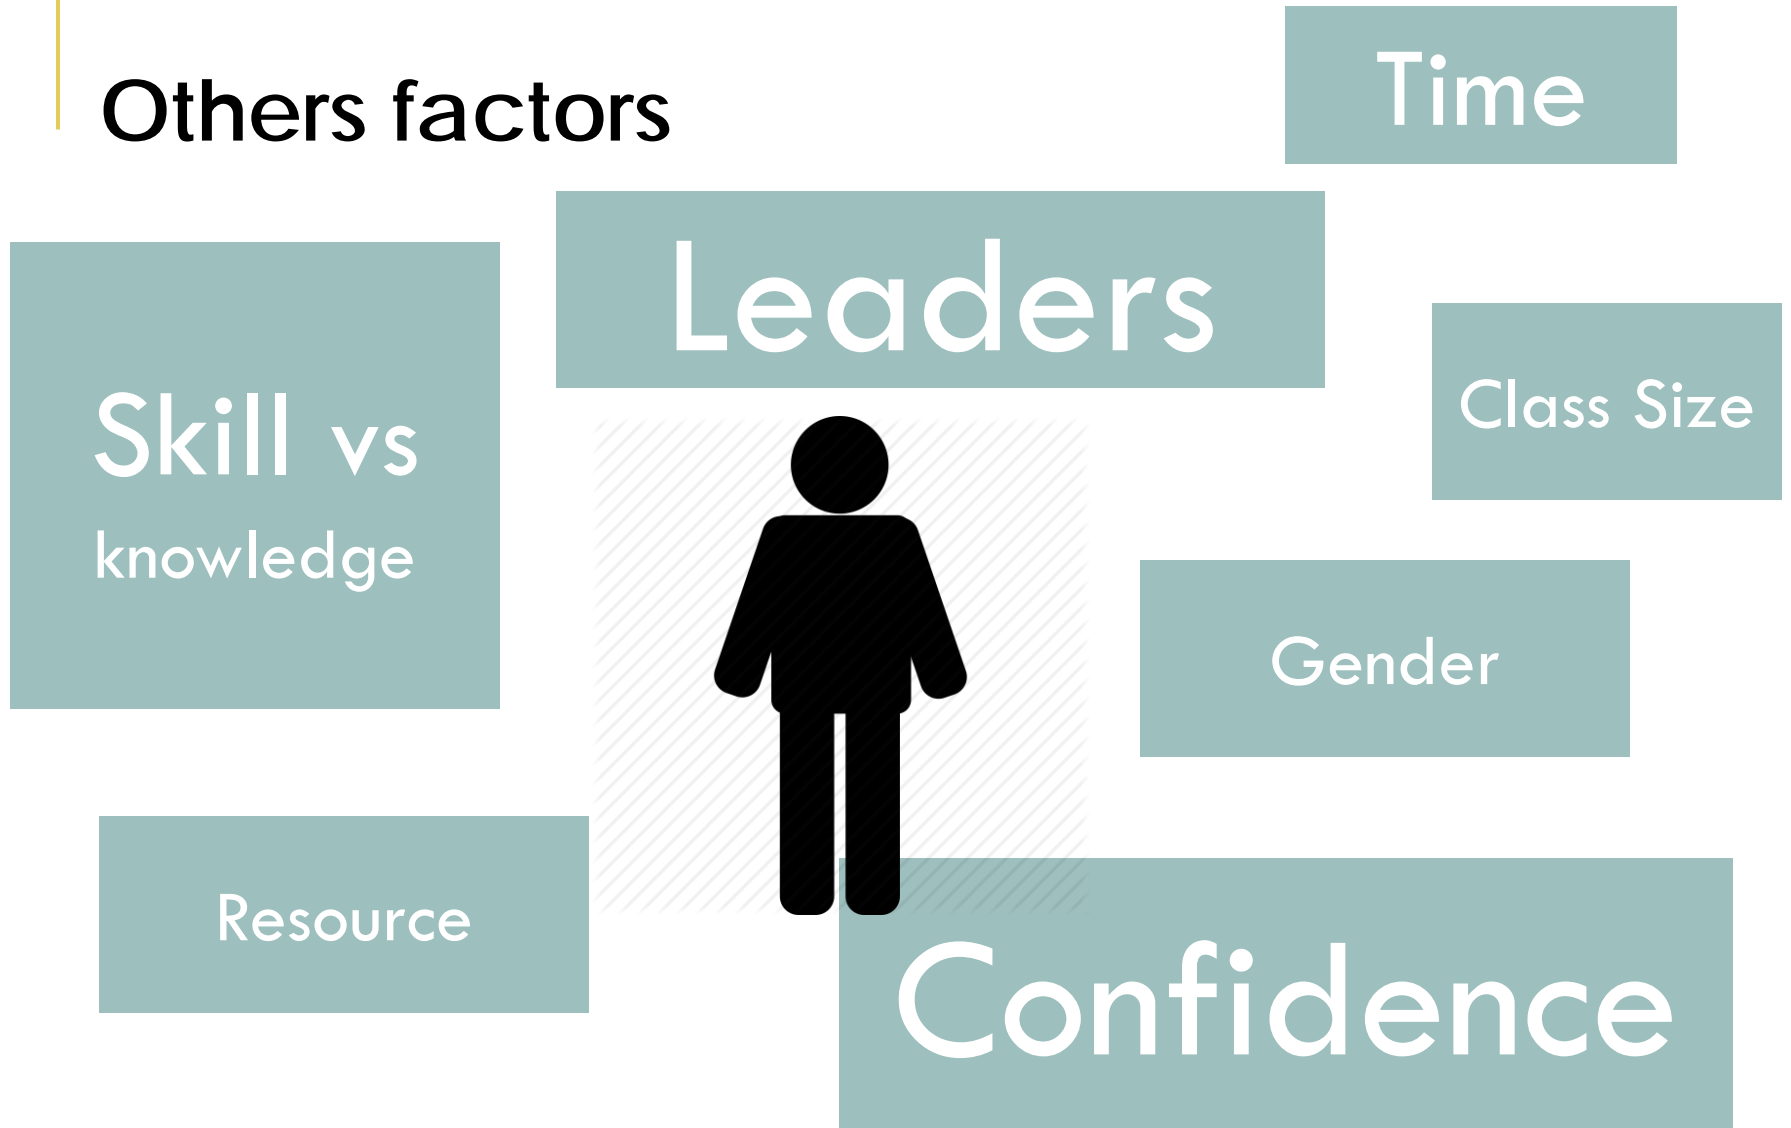 Others factors
Time
Leaders
Skill vs
knowledge
Class Size
Gender
Resource
Confidence